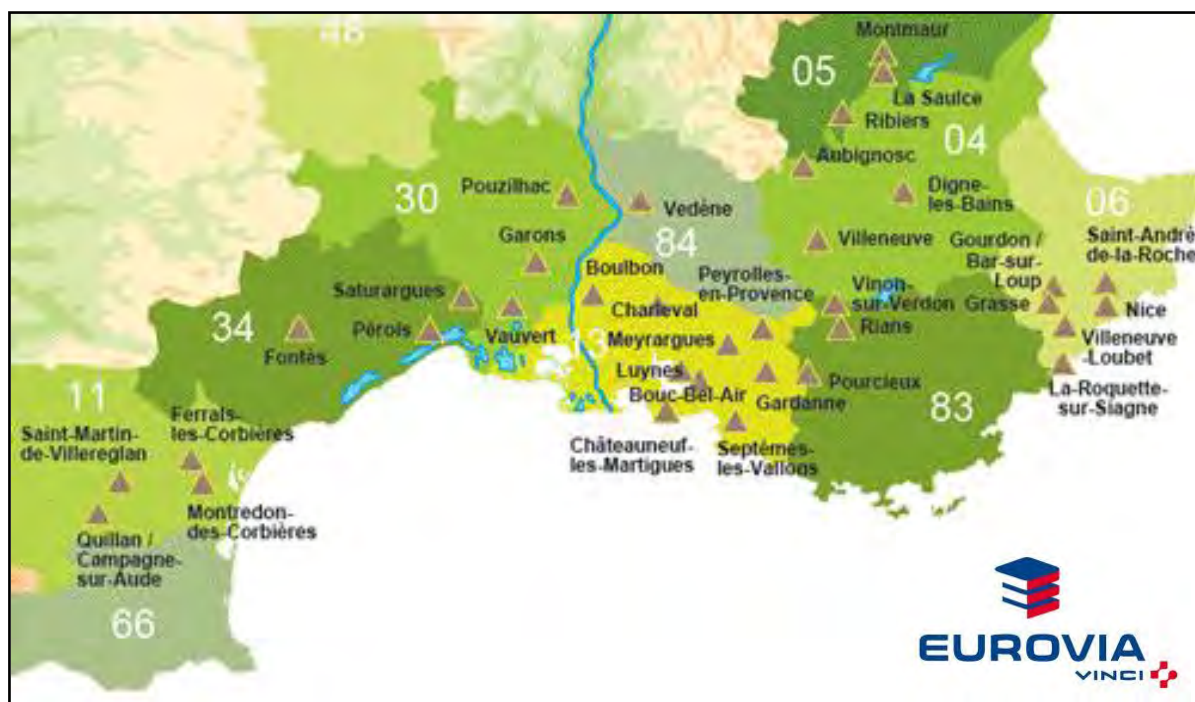 48
Montmaur
05
La Saulce
Ribiers
04
Aubignosc
Pouzilhac
30
Vedène
Digne-
les-Bains
06
Garons
84
Villeneuve
Gourdon /
Bar-sur-
Loup
Saint-André-
de-la-Roche
Boulbon
Peyrolles-
en-Provence
Saturargues
Charleval
Vinon-
sur-Verdon
Grasse
Nice
34
Pérols
Vauvert
13
Meyrargues
Rians
Fontès
Villeneuve
-Loubet
Luynes
Pourcieux
11
Bouc-Bel-Air
Gardanne
83
La-Roquette-
sur-Siagne
Ferrals-
les-Corbières
Saint-Martin-
de-Villereglan
Châteauneuf-
les-Martigues
Septèmes-
les-Vallons
Montredon-
des-Corbières
Quillan /
Campagne-
sur-Aude
66
EUROVIA
VINCI